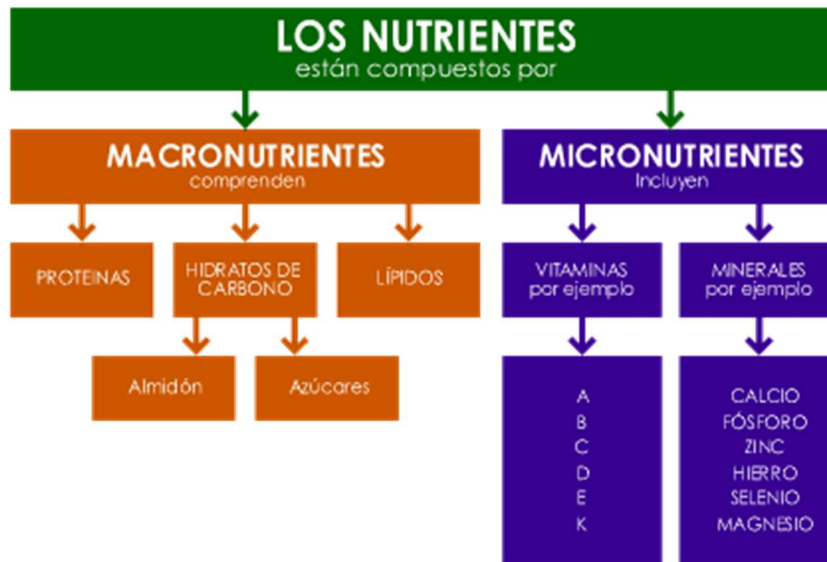 LOS NUTRIENTES
están compuestos por
MACRONUTRIENTES
comprenden
PROTEINAS
HIDRATOS DE
CARBONO
LÍPIDOS
Almidón
Azúcares
MICRONUTRIENTES
Incluyen
VITAMINAS
por ejemplo
MINERALES
por ejemplo
A
B
C
D
E
K
CALCIO
FÓSFORO
ZINC
HIERRO
SELENIO
MAGNESIO